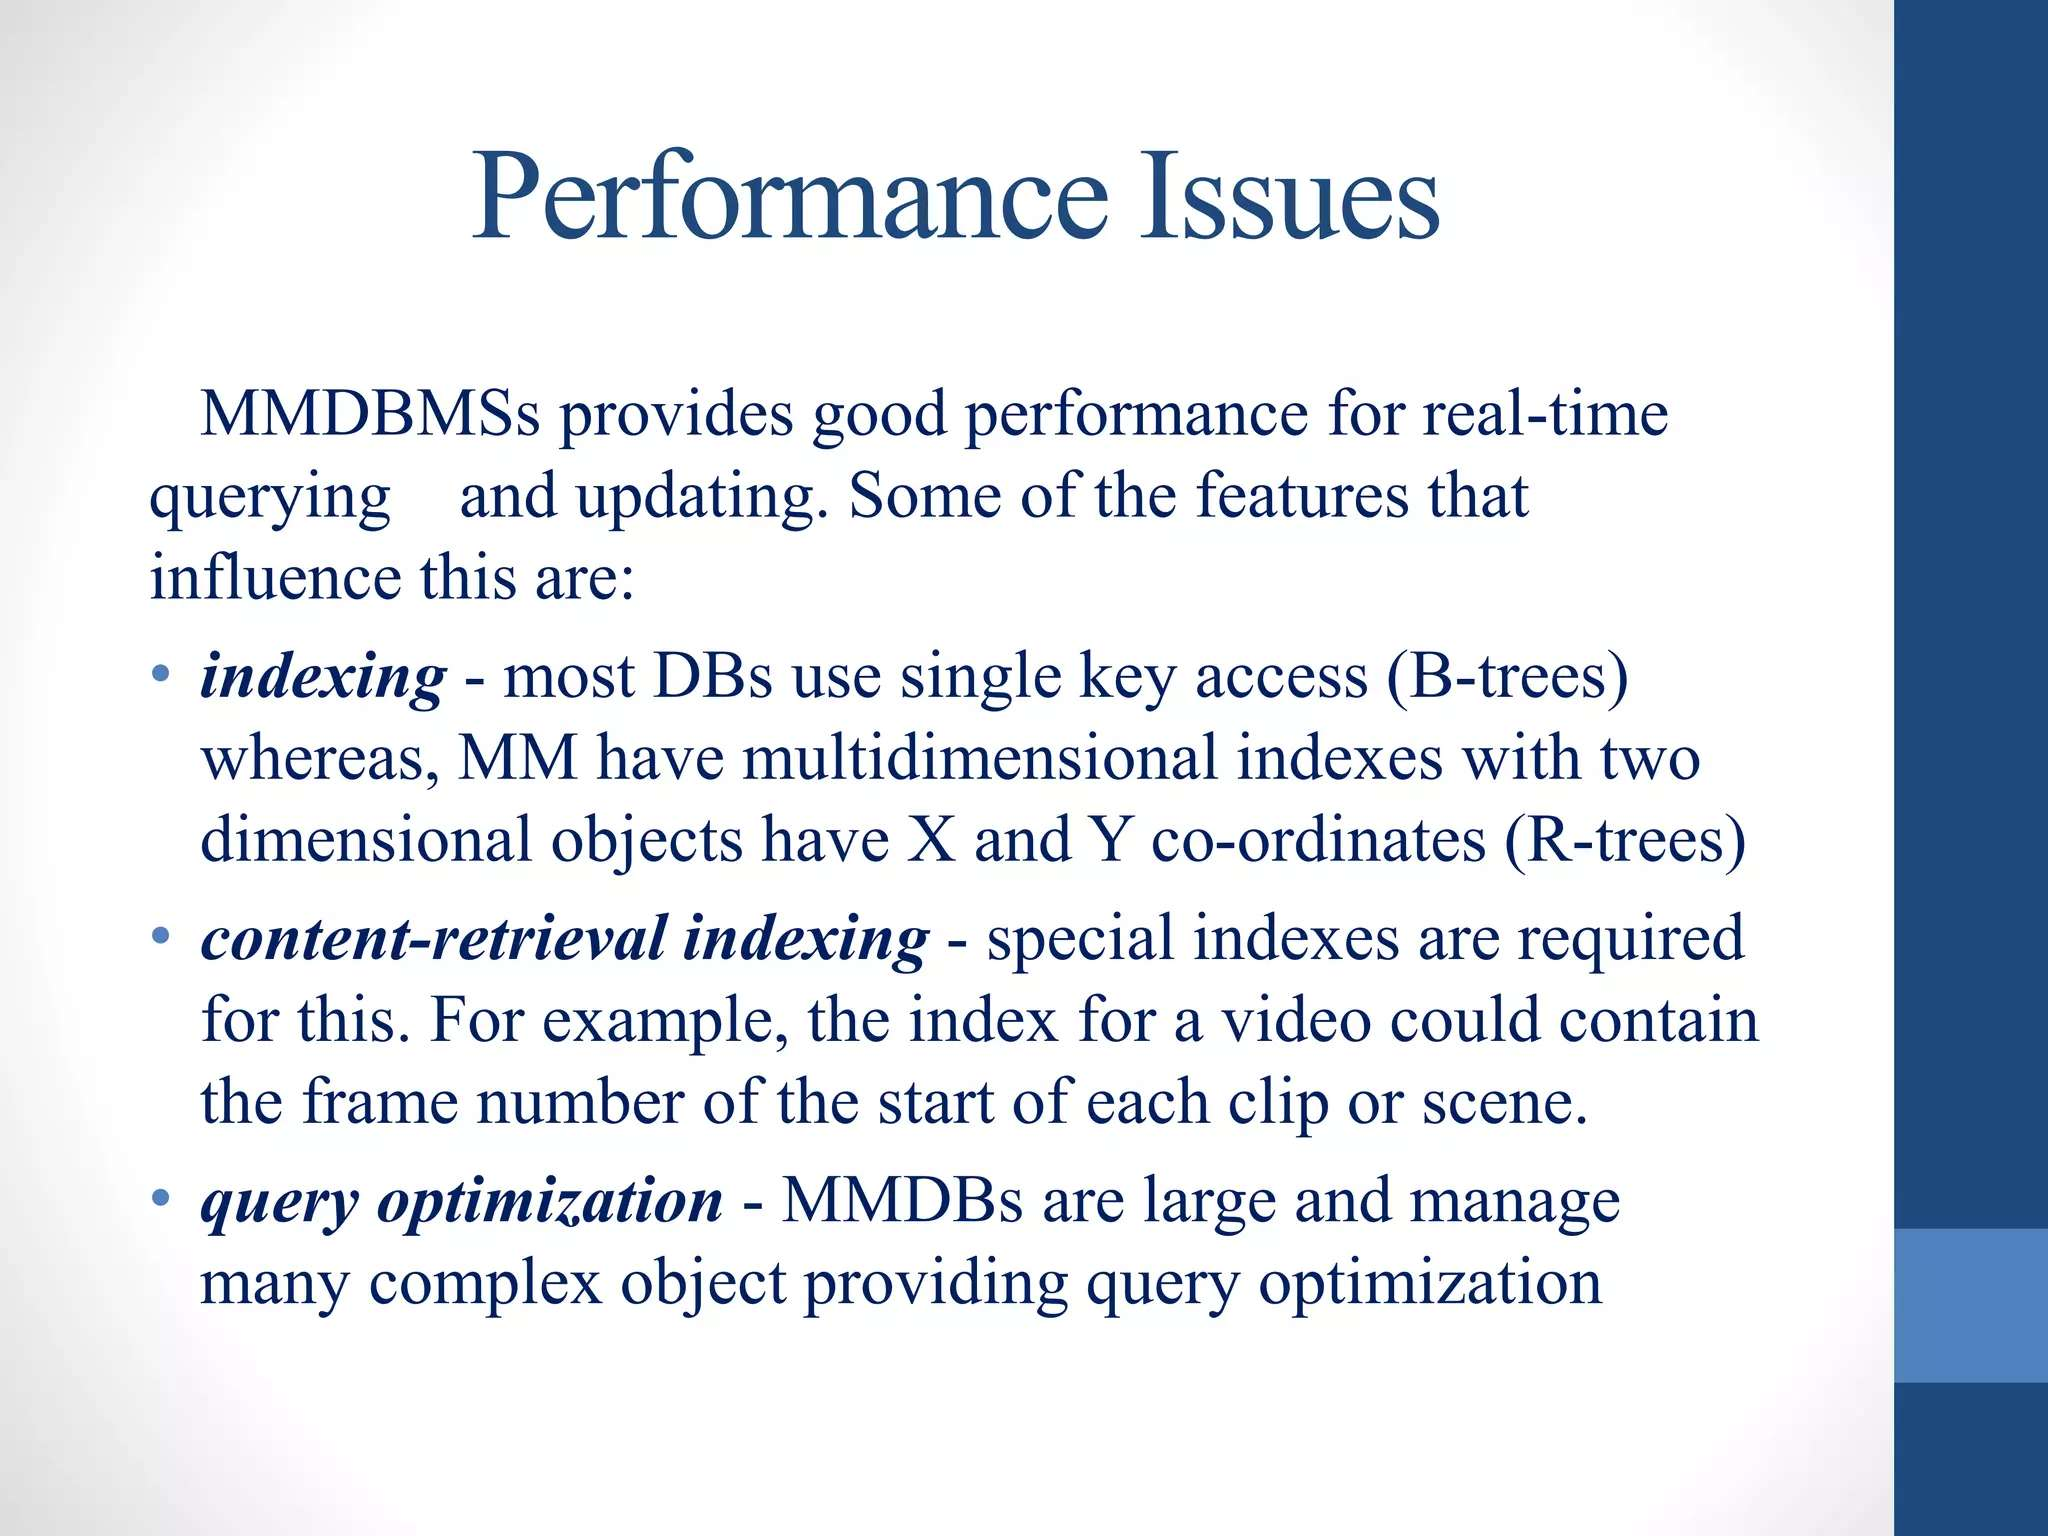 Performance Issues
MMDBMSs provides good performance for real-time
querying    and updating. Some of the features that
influence this are:
• indexing - most DBs use single key access (B-trees)
whereas, MM have multidimensional indexes with two
dimensional objects have X and Y co-ordinates (R-trees)
• content-retrieval indexing - special indexes are required
for this. For example, the index for a video could contain
the frame number of the start of each clip or scene.
• query optimization - MMDBs are large and manage
many complex object providing query optimization